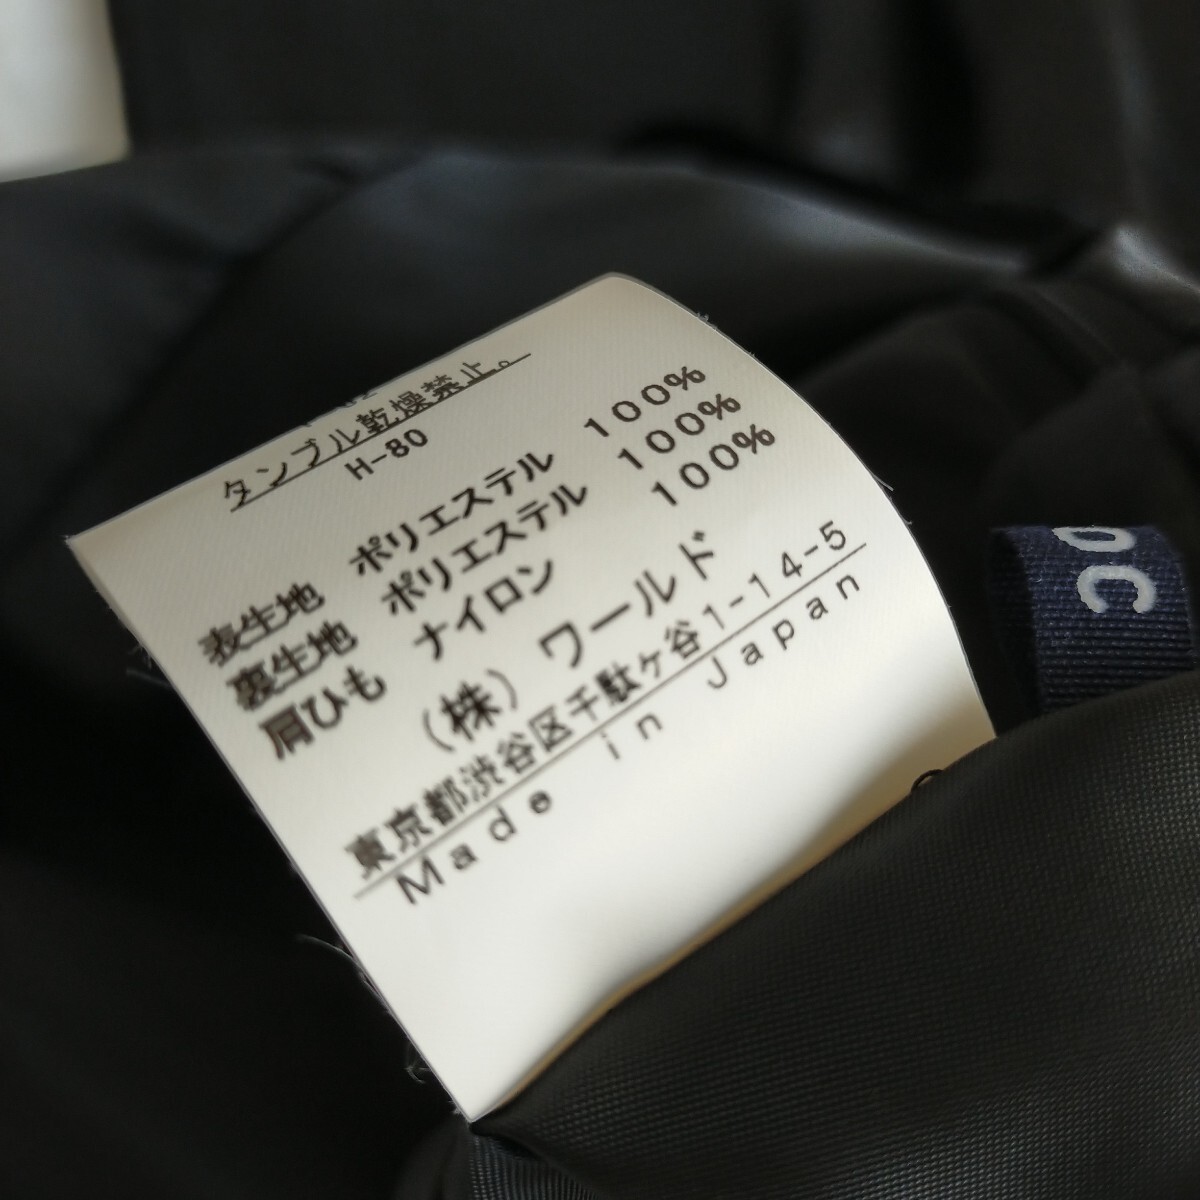 タンブル乾燥禁止。
H-80
表生地 ポリエステル 100%
裏生地 ポリエステル 100%
肩ひも ナイロン 100%
(株) ワールド
東京都渋谷区千駄ヶ谷1-14-5
Made in Japan
DC